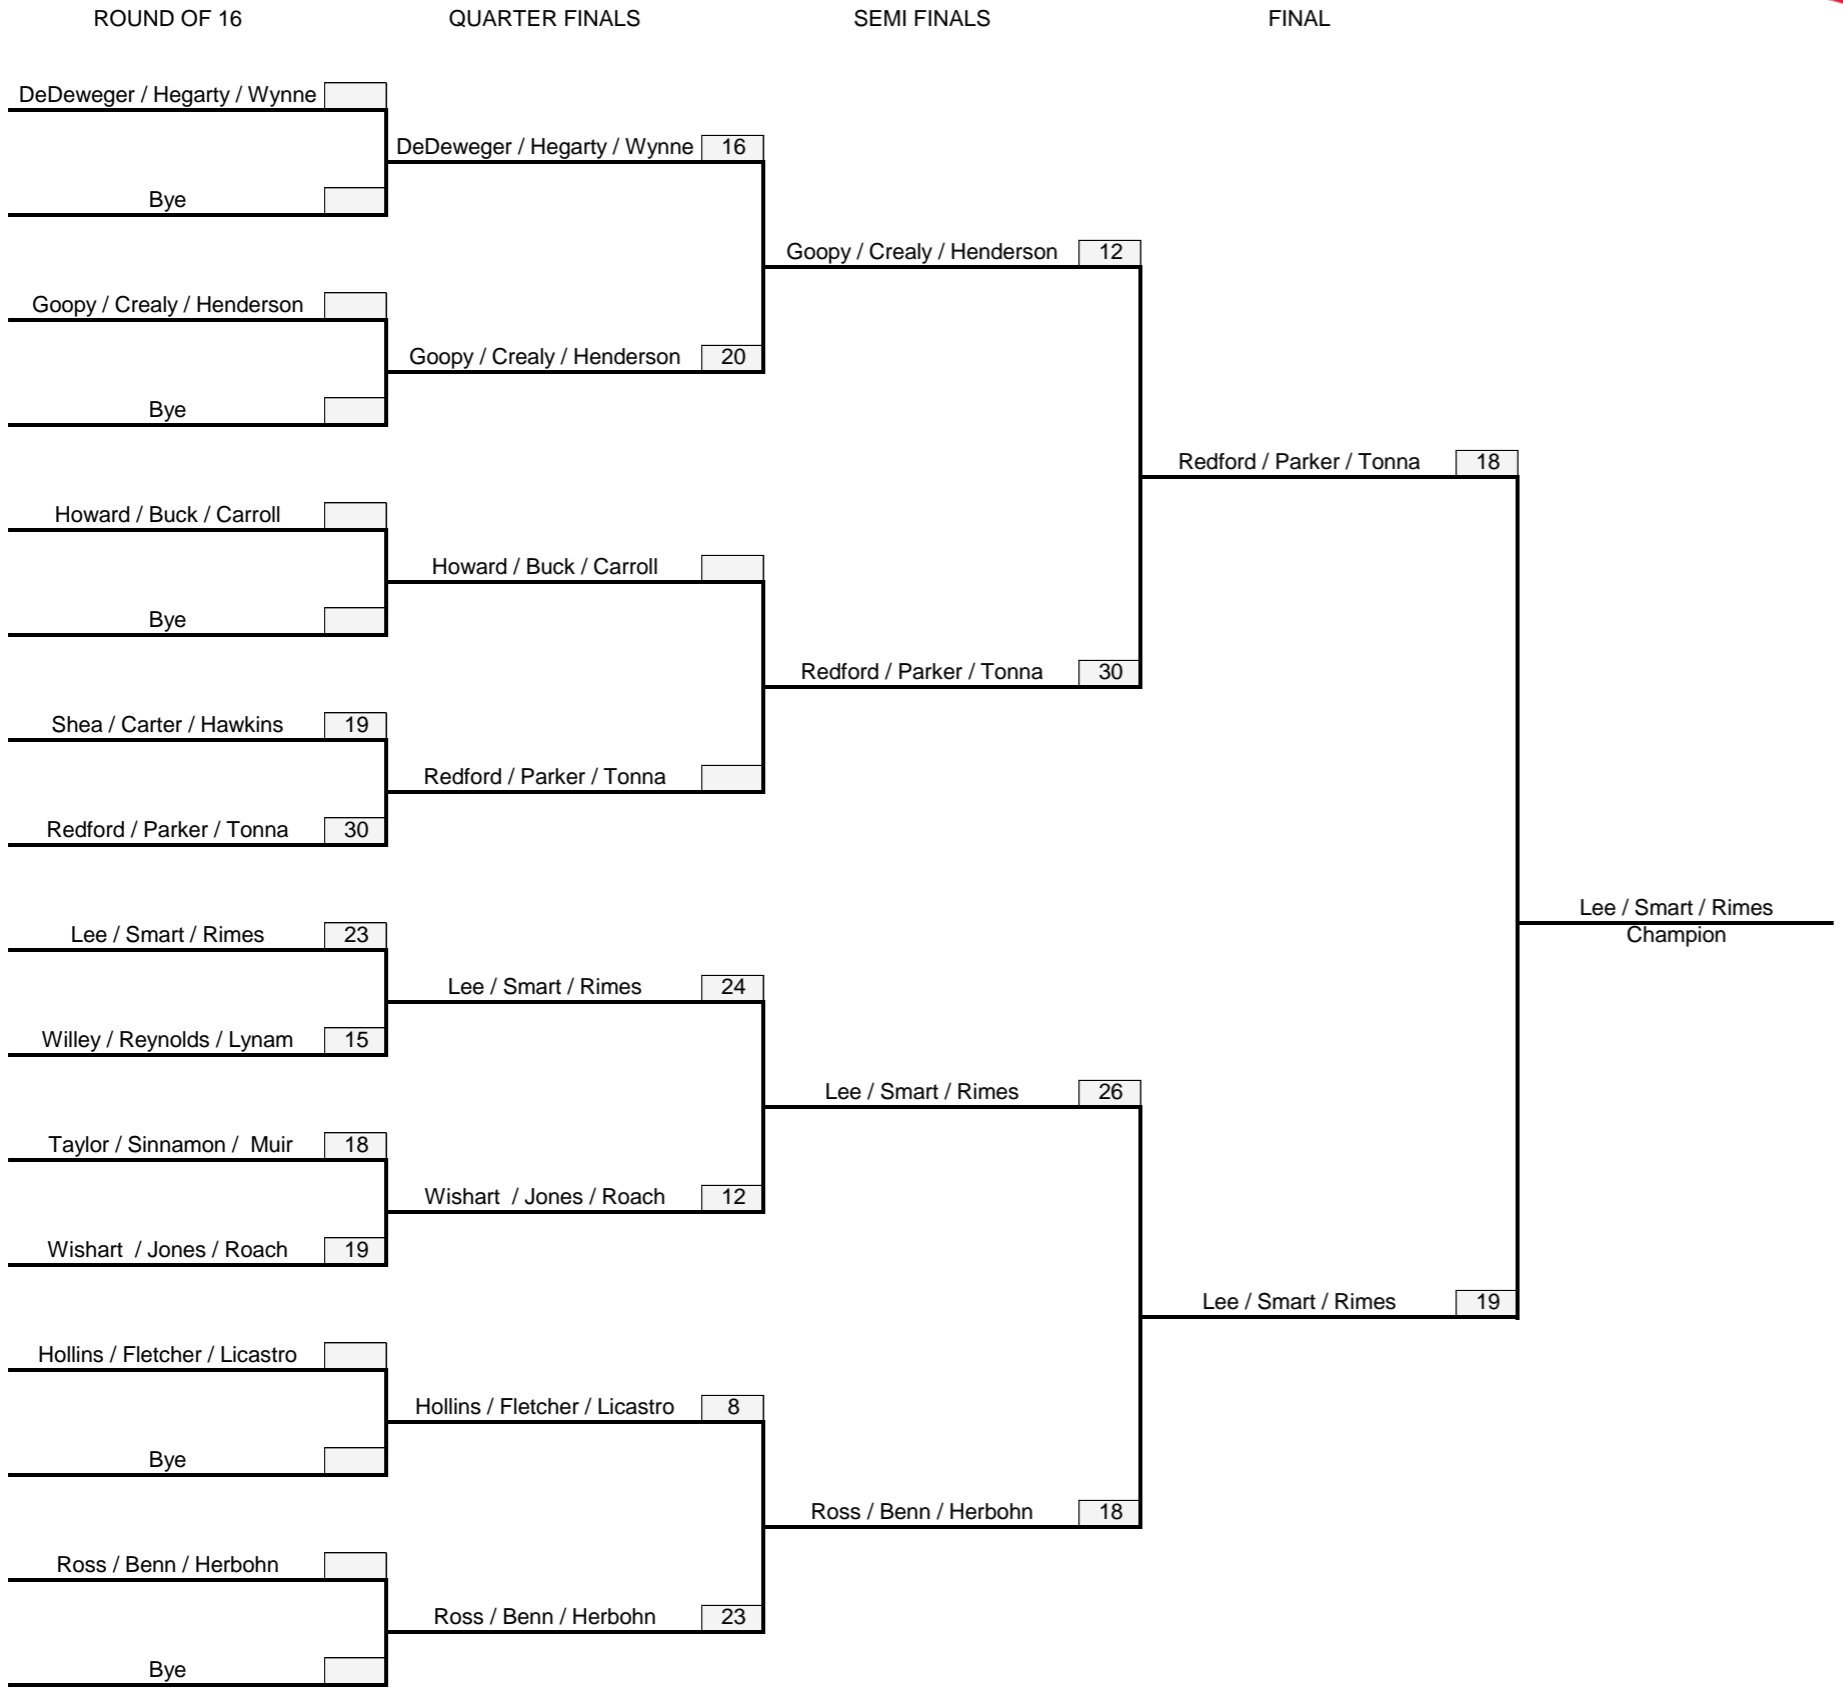 ROUND OF 16 QUARTER FINALS SEMI FINALS FINAL
DeDeweger / Hegarty / Wynne
DeDeweger / Hegarty / Wynne 16
Bye
Goopy / Crealy / Henderson 12
Goopy / Crealy / Henderson
Goopy / Crealy / Henderson 20
Bye
Redford / Parker / Tonna 18
Howard / Buck / Carroll
Howard / Buck / Carroll
Bye
Redford / Parker / Tonna 30
Shea / Carter / Hawkins 19
Redford / Parker / Tonna
Redford / Parker / Tonna 30
Lee / Smart / Rimes
Lee / Smart / Rimes 23
Champion
Lee / Smart / Rimes 24
Willey / Reynolds / Lynam 15
Lee / Smart / Rimes 26
Taylor / Sinnamon /  Muir 18
Wishart  / Jones / Roach 12
Wishart  / Jones / Roach 19
Lee / Smart / Rimes 19
Hollins / Fletcher / Licastro
Hollins / Fletcher / Licastro 8
Bye
Ross / Benn / Herbohn 18
Ross / Benn / Herbohn
Ross / Benn / Herbohn 23
Bye